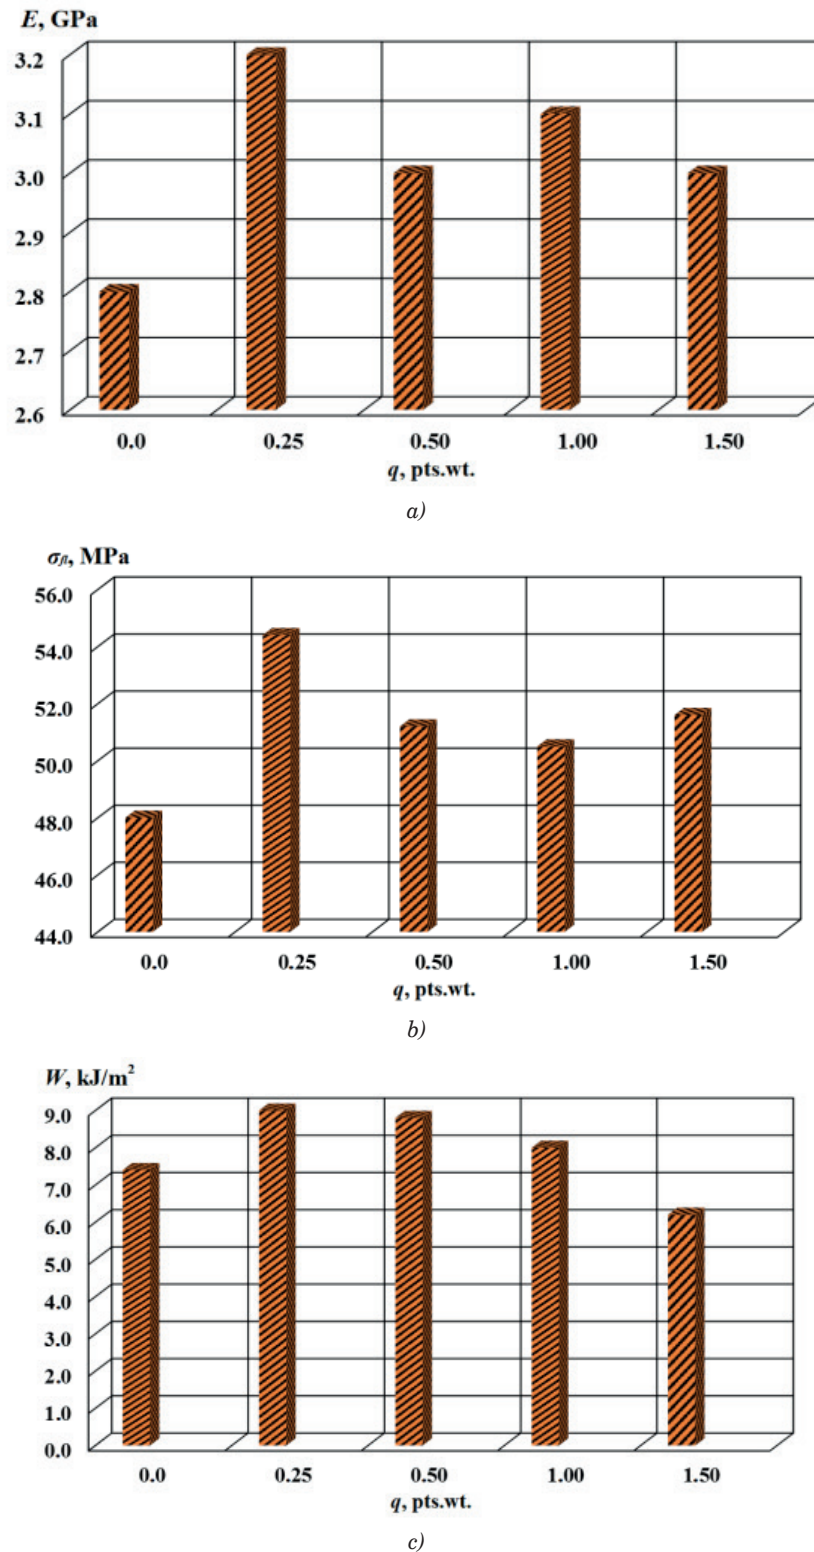 E, GPa
3.2
3.1
3.0
2.9
2.8
2.7
2.6
0.0 0.25 0.50 1.00 1.50
q, pts.wt.
a)
σfl, MPa
56.0
54.0
52.0
50.0
48.0
46.0
44.0
0.0 0.25 0.50 1.00 1.50
q, pts.wt.
b)
W, kJ/m²
9.0
8.0
7.0
6.0
5.0
4.0
3.0
2.0
1.0
0.0
0.0 0.25 0.50 1.00 1.50
q, pts.wt.
c)